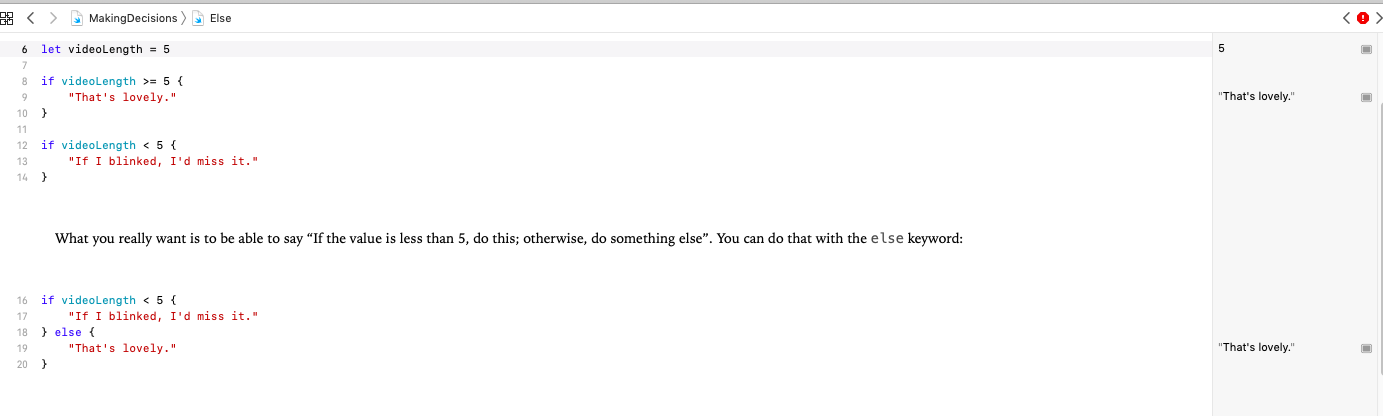 MakingDecisions > Else
6 let videoLength = 5 5
7
8 if videoLength >= 5 {
9 "That's lovely." "That's lovely."
10 }
11
12 if videoLength < 5 {
13 "If I blinked, I'd miss it."
14 }
What you really want is to be able to say “If the value is less than 5, do this; otherwise, do something else”. You can do that with the else keyword:
16 if videoLength < 5 {
17 "If I blinked, I'd miss it."
18 } else {
19 "That's lovely." "That's lovely."
20 }